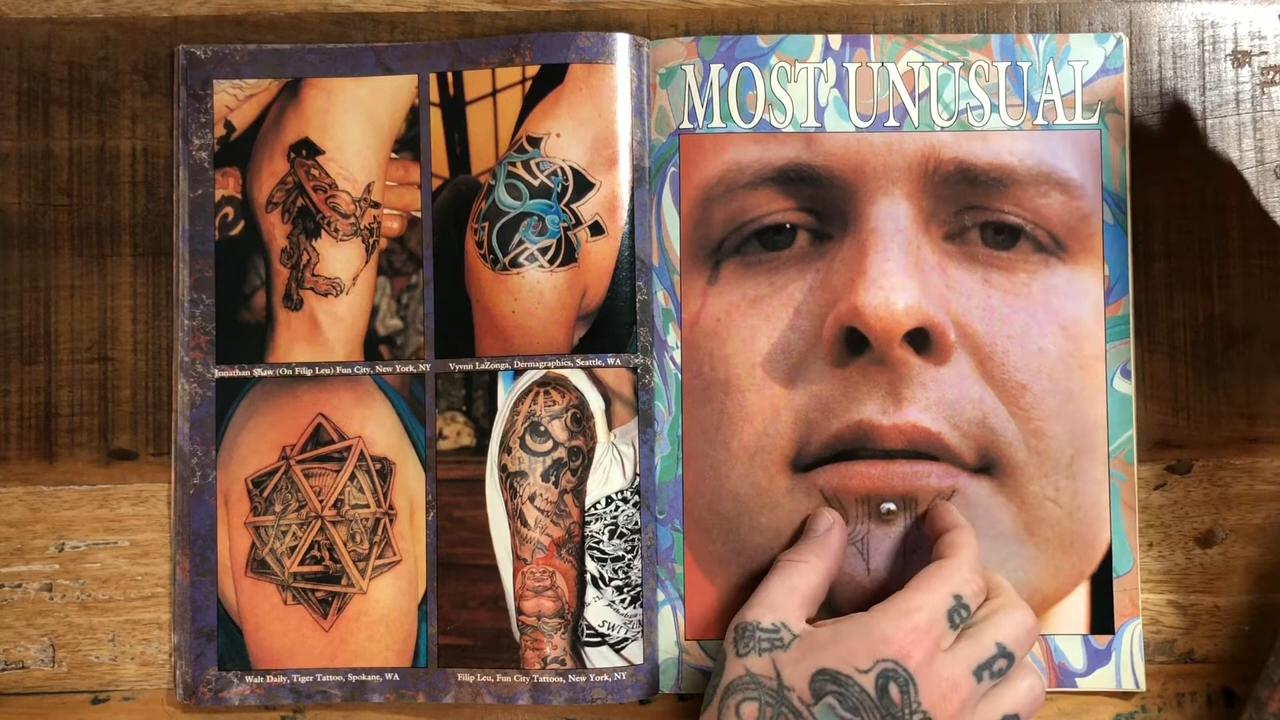 Jonathan Shaw (On Filip Leu) Fun City, New York, NY
Vyvnn LaZonga, Dermagraphics, Seattle, WA
Walt Daily, Tiger Tattoo, Spokane, WA
Filip Leu, Fun City Tattoos, New York, NY
MOST UNUSUAL